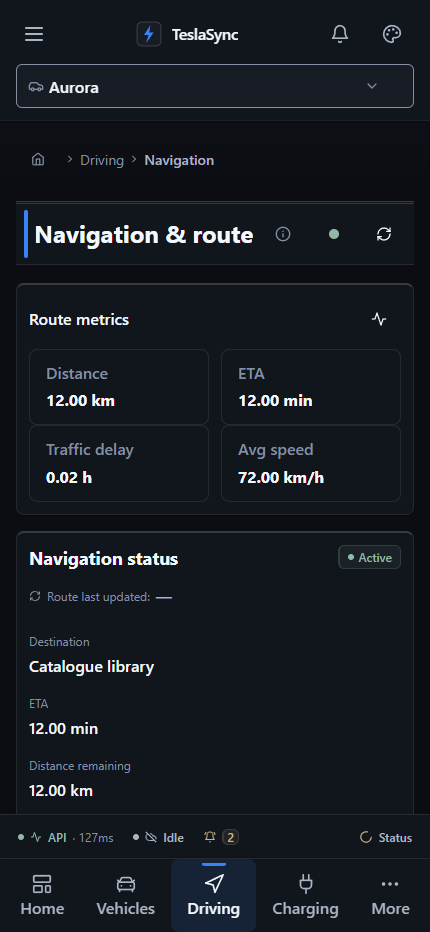 TeslaSync
Aurora
Driving > Navigation
Navigation & route
Route metrics
Distance
12.00 km
ETA
12.00 min
Traffic delay
0.02 h
Avg speed
72.00 km/h
Navigation status
Active
Route last updated: —
Destination
Catalogue library
ETA
12.00 min
Distance remaining
12.00 km
API · 127ms
Idle
2
Status
Home
Vehicles
Driving
Charging
More